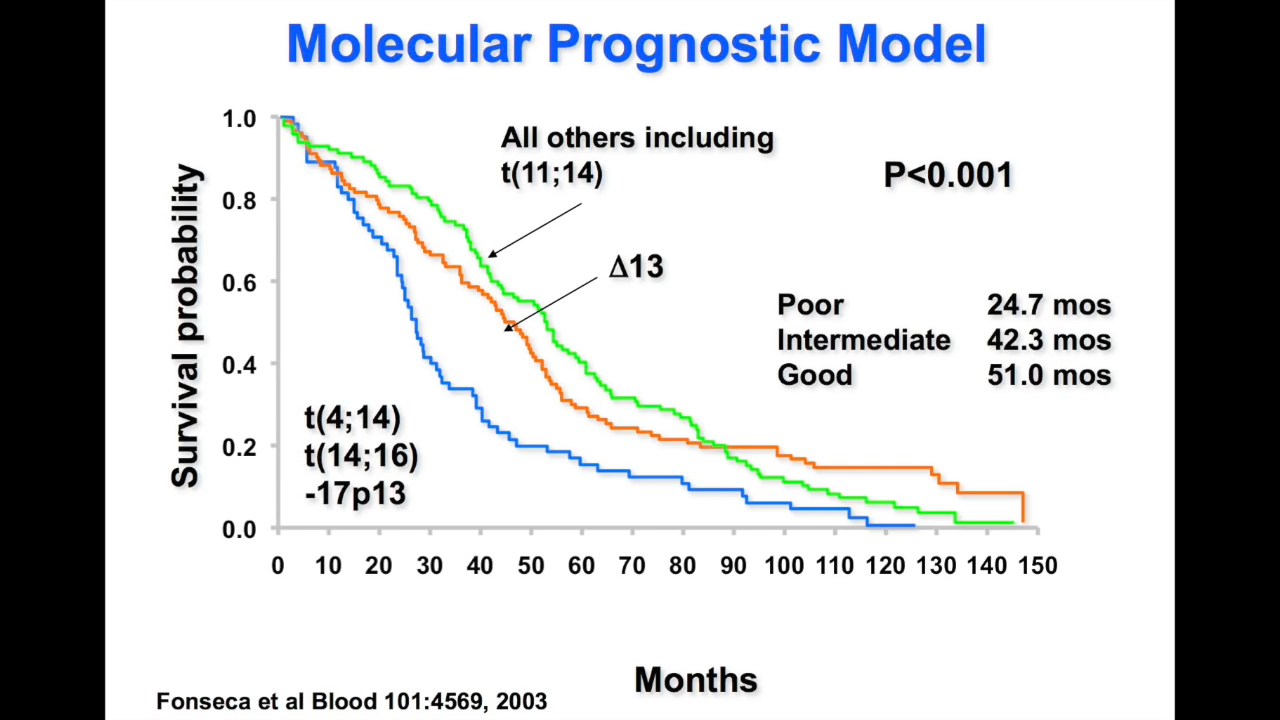 Molecular Prognostic Model
Survival probability
1.0
0.8
0.6
0.4
0.2
0.0
All others including
t(11;14)
P<0.001
Δ13
Poor 24.7 mos
Intermediate 42.3 mos
Good 51.0 mos
t(4;14)
t(14;16)
-17p13
0 10 20 30 40 50 60 70 80 90 100 110 120 130 140 150
Months
Fonseca et al Blood 101:4569, 2003